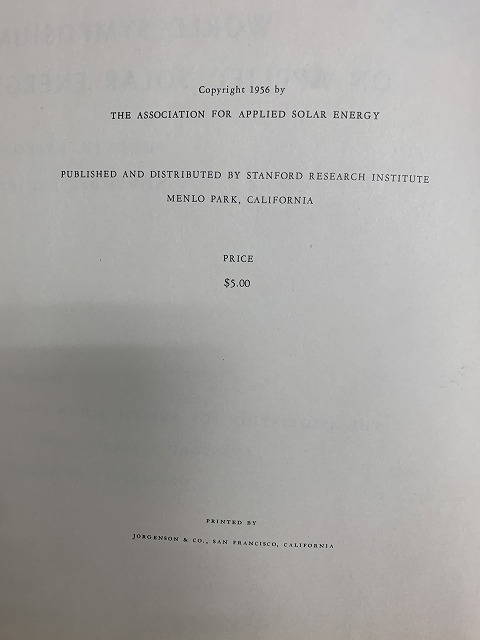 Copyright 1956 by
THE ASSOCIATION FOR APPLIED SOLAR ENERGY
PUBLISHED AND DISTRIBUTED BY STANFORD RESEARCH INSTITUTE
MENLO PARK, CALIFORNIA
PRICE
$5.00
PRINTED BY
JORGENSON & CO., SAN FRANCISCO, CALIFORNIA